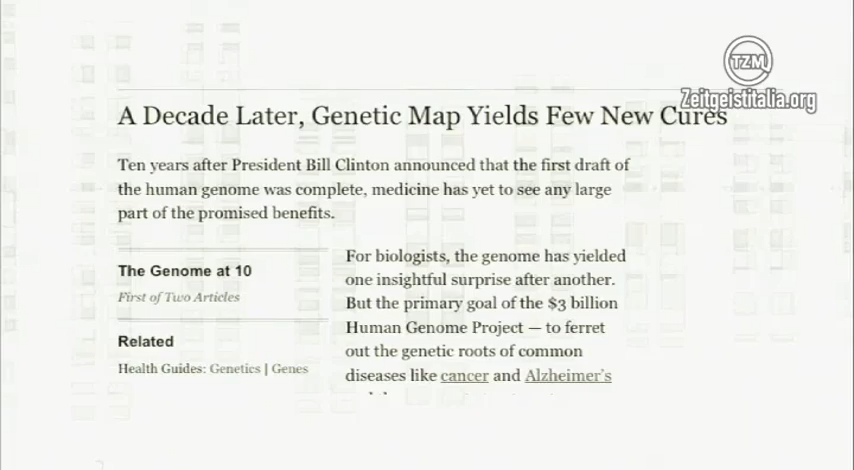 TZM
Zeitgeistitalia.org
A Decade Later, Genetic Map Yields Few New Cures
Ten years after President Bill Clinton announced that the first draft of
the human genome was complete, medicine has yet to see any large
part of the promised benefits.
The Genome at 10
First of Two Articles
Related
Health Guides: Genetics | Genes
For biologists, the genome has yielded
one insightful surprise after another.
But the primary goal of the $3 billion
Human Genome Project — to ferret
out the genetic roots of common
diseases like cancer and Alzheimer's